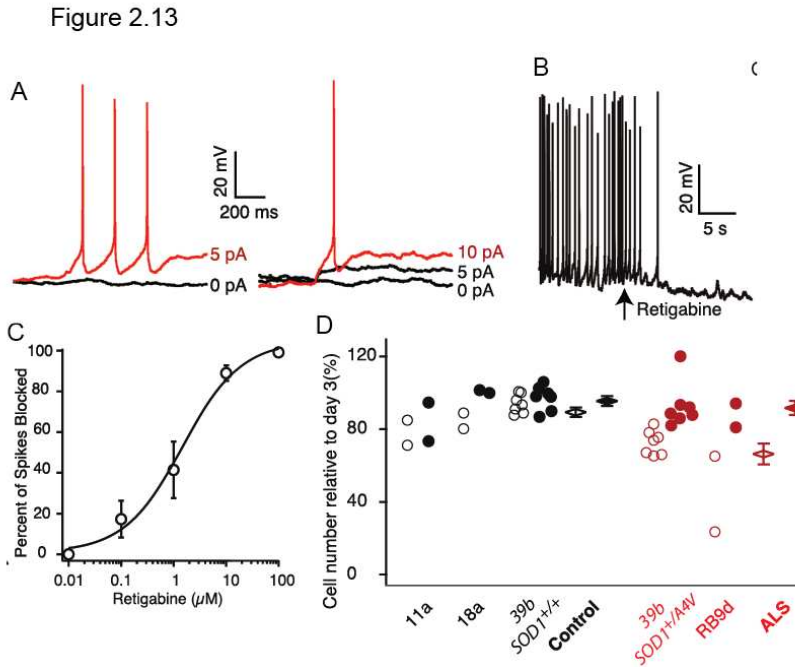 Figure 2.13
A
20 mV
200 ms
5 pA
0 pA
10 pA
5 pA
0 pA
B
20 mV
5 s
Retigabine
C
Percent of Spikes Blocked
100
80
60
40
20
0
0.01
0.1
1
10
100
Retigabine (µM)
D
Cell number relative to day 3(%)
120
80
40
0
11a
18a
39b
SOD1+/+
Control
39b
SOD1+/A4V
RB9d
ALS